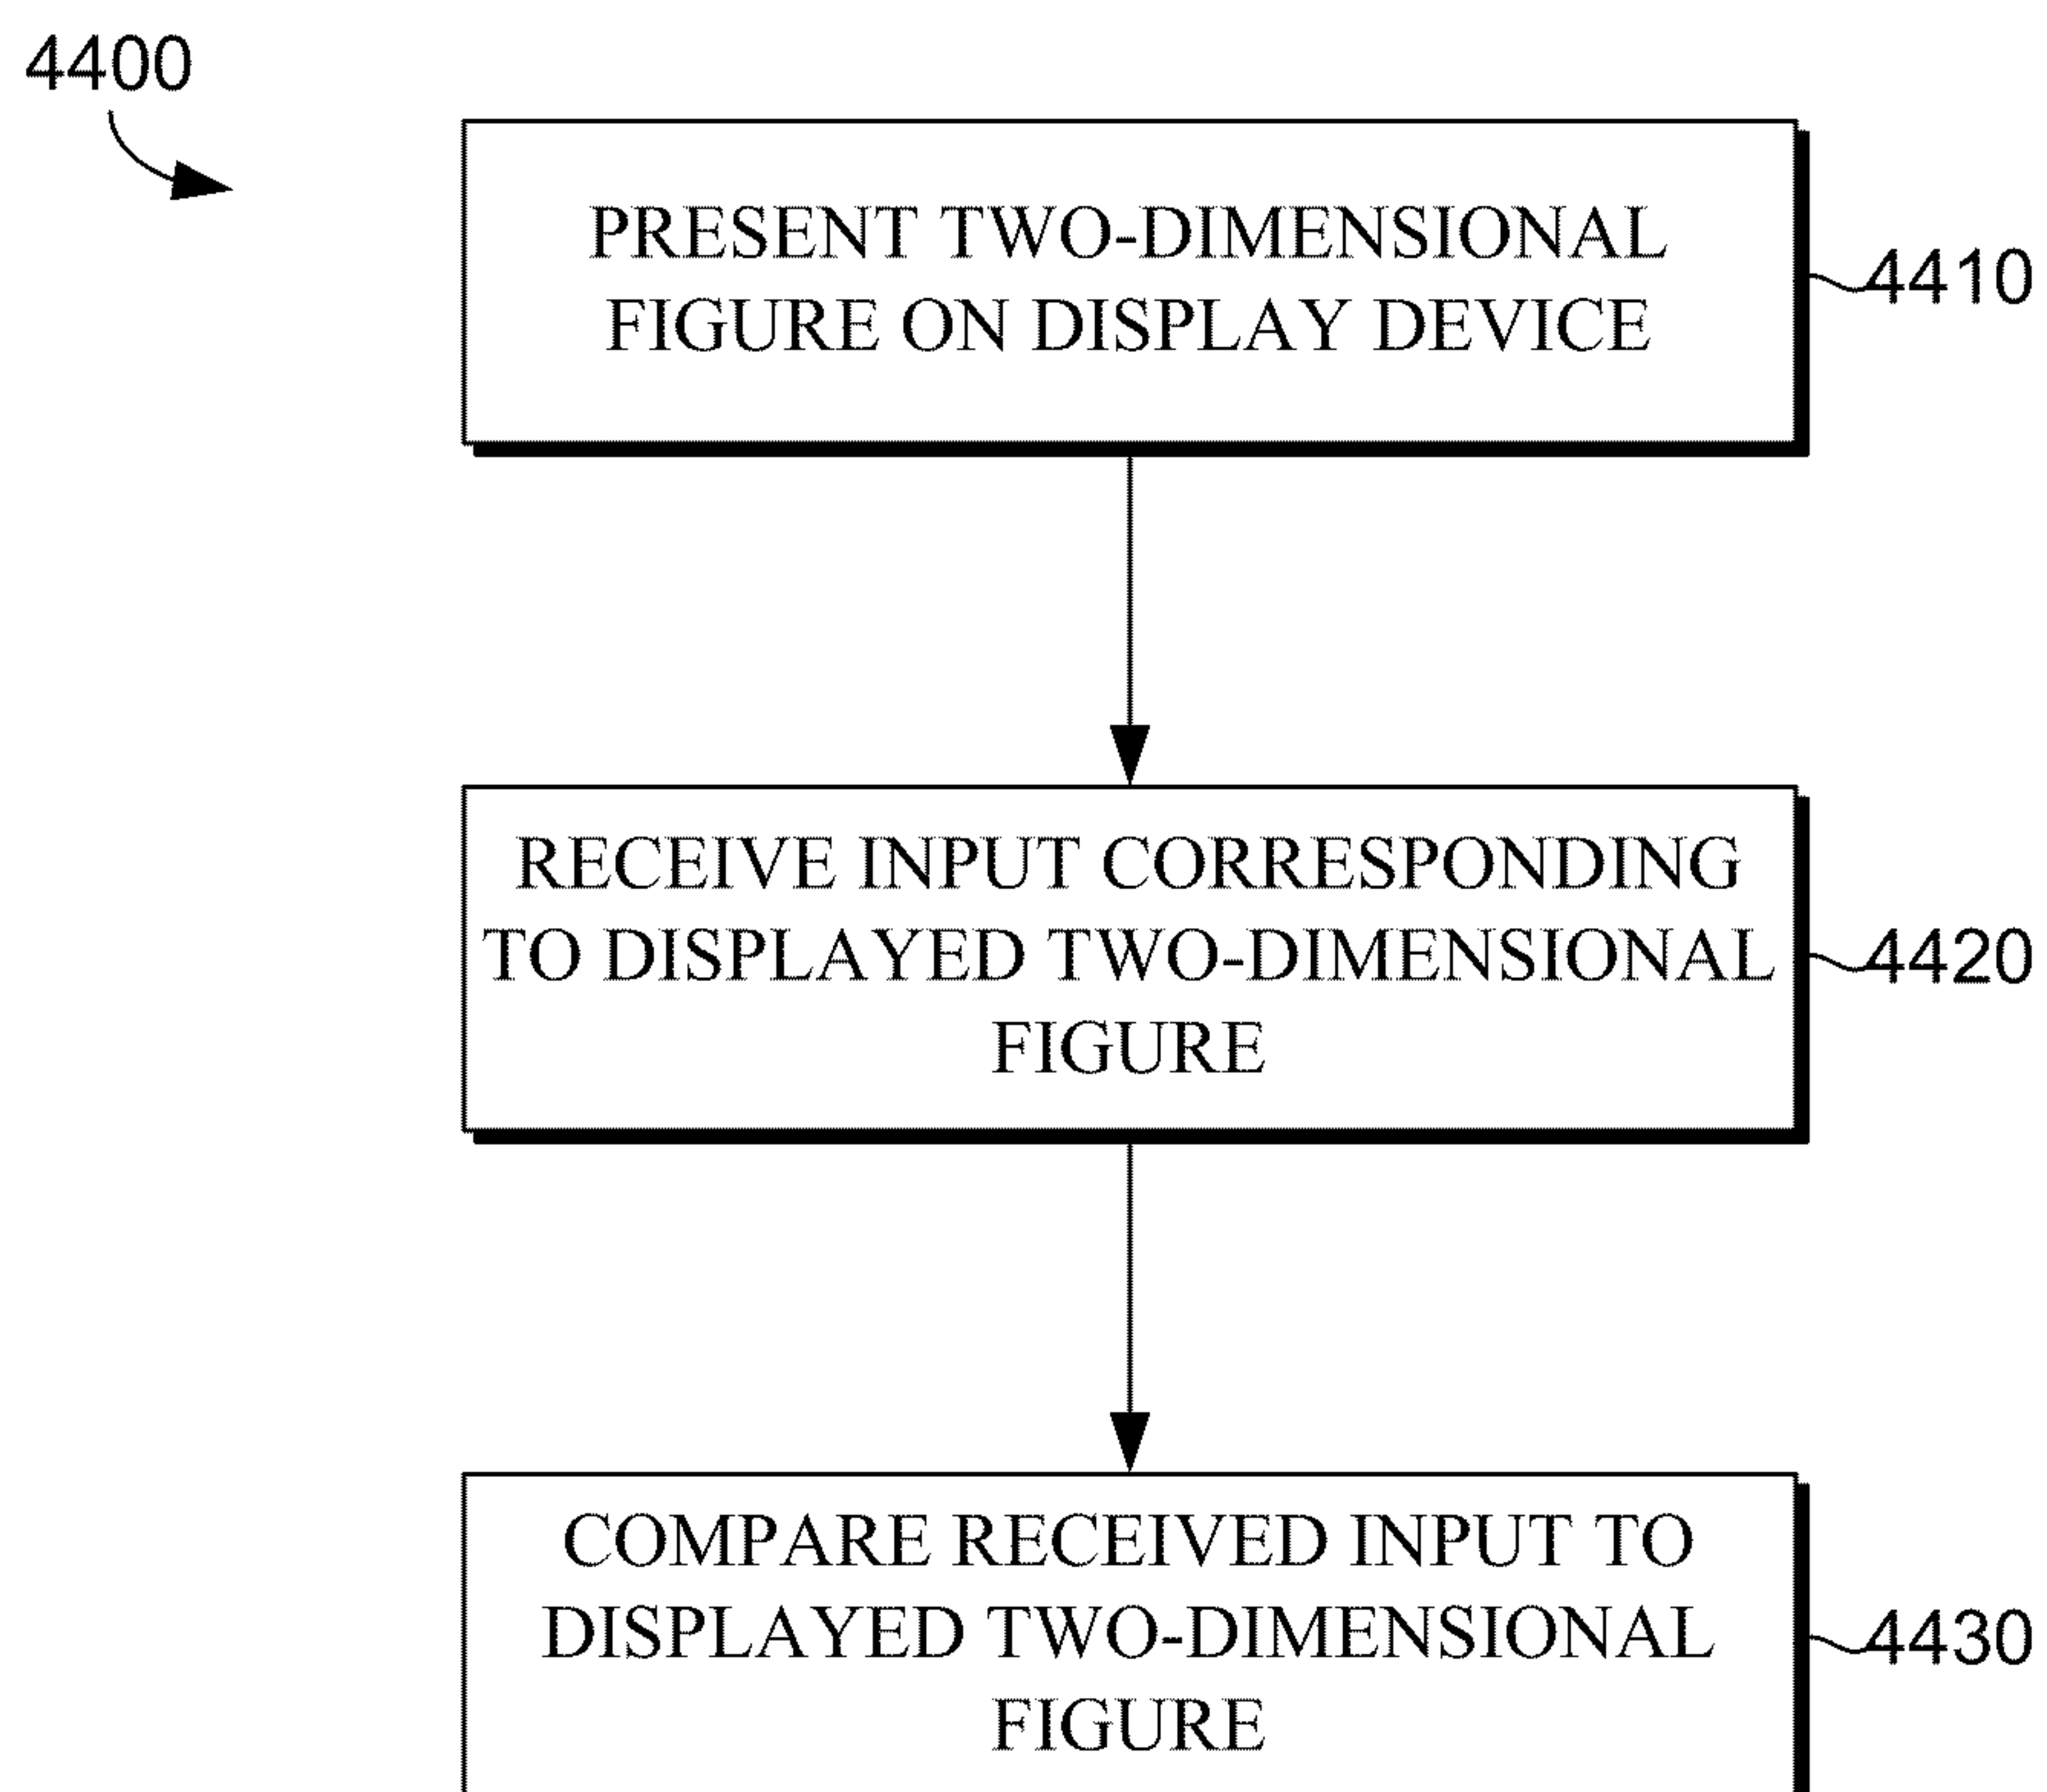 4400
PRESENT TWO-DIMENSIONAL
FIGURE ON DISPLAY DEVICE
4410
RECEIVE INPUT CORRESPONDING
TO DISPLAYED TWO-DIMENSIONAL
FIGURE
4420
COMPARE RECEIVED INPUT TO
DISPLAYED TWO-DIMENSIONAL
FIGURE
4430